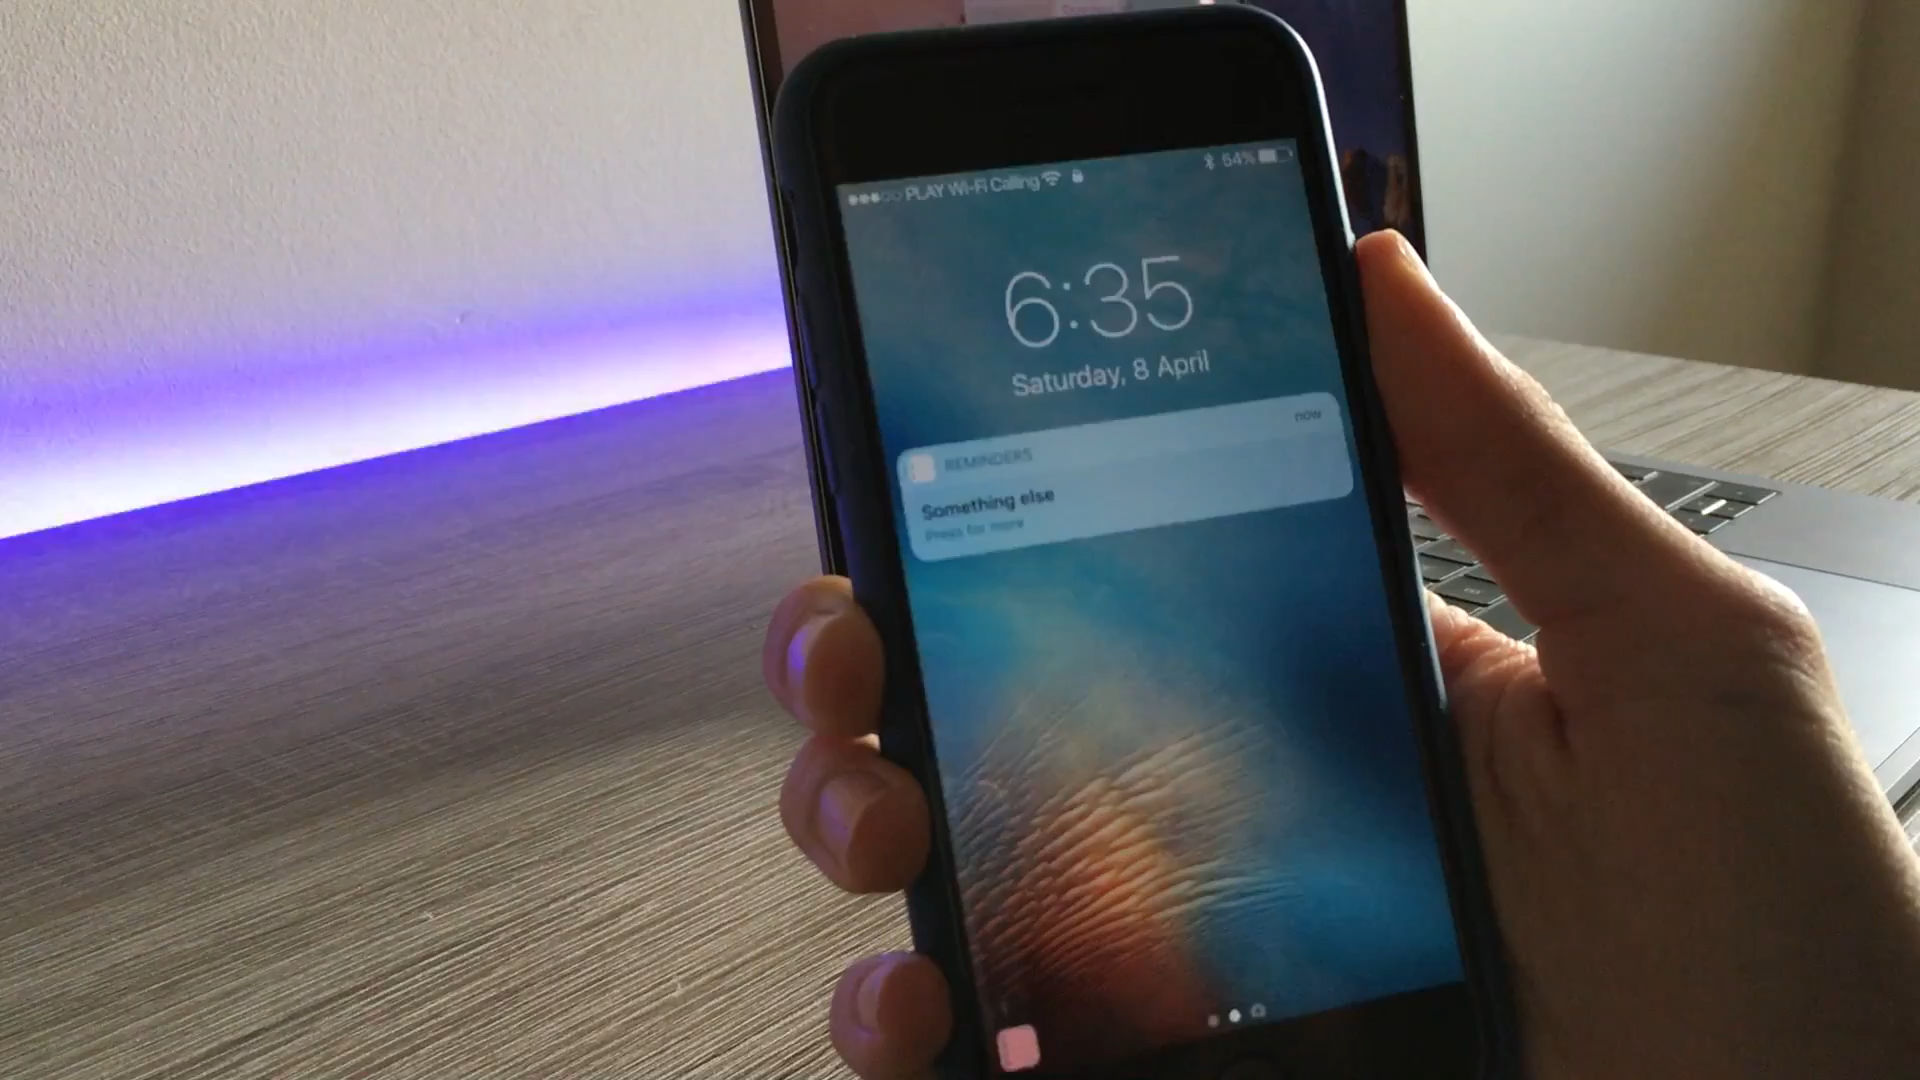 PLAY Wi-Fi Calling 54%
6:35
Saturday, 8 April
REMINDERS now
Something else
Press for more